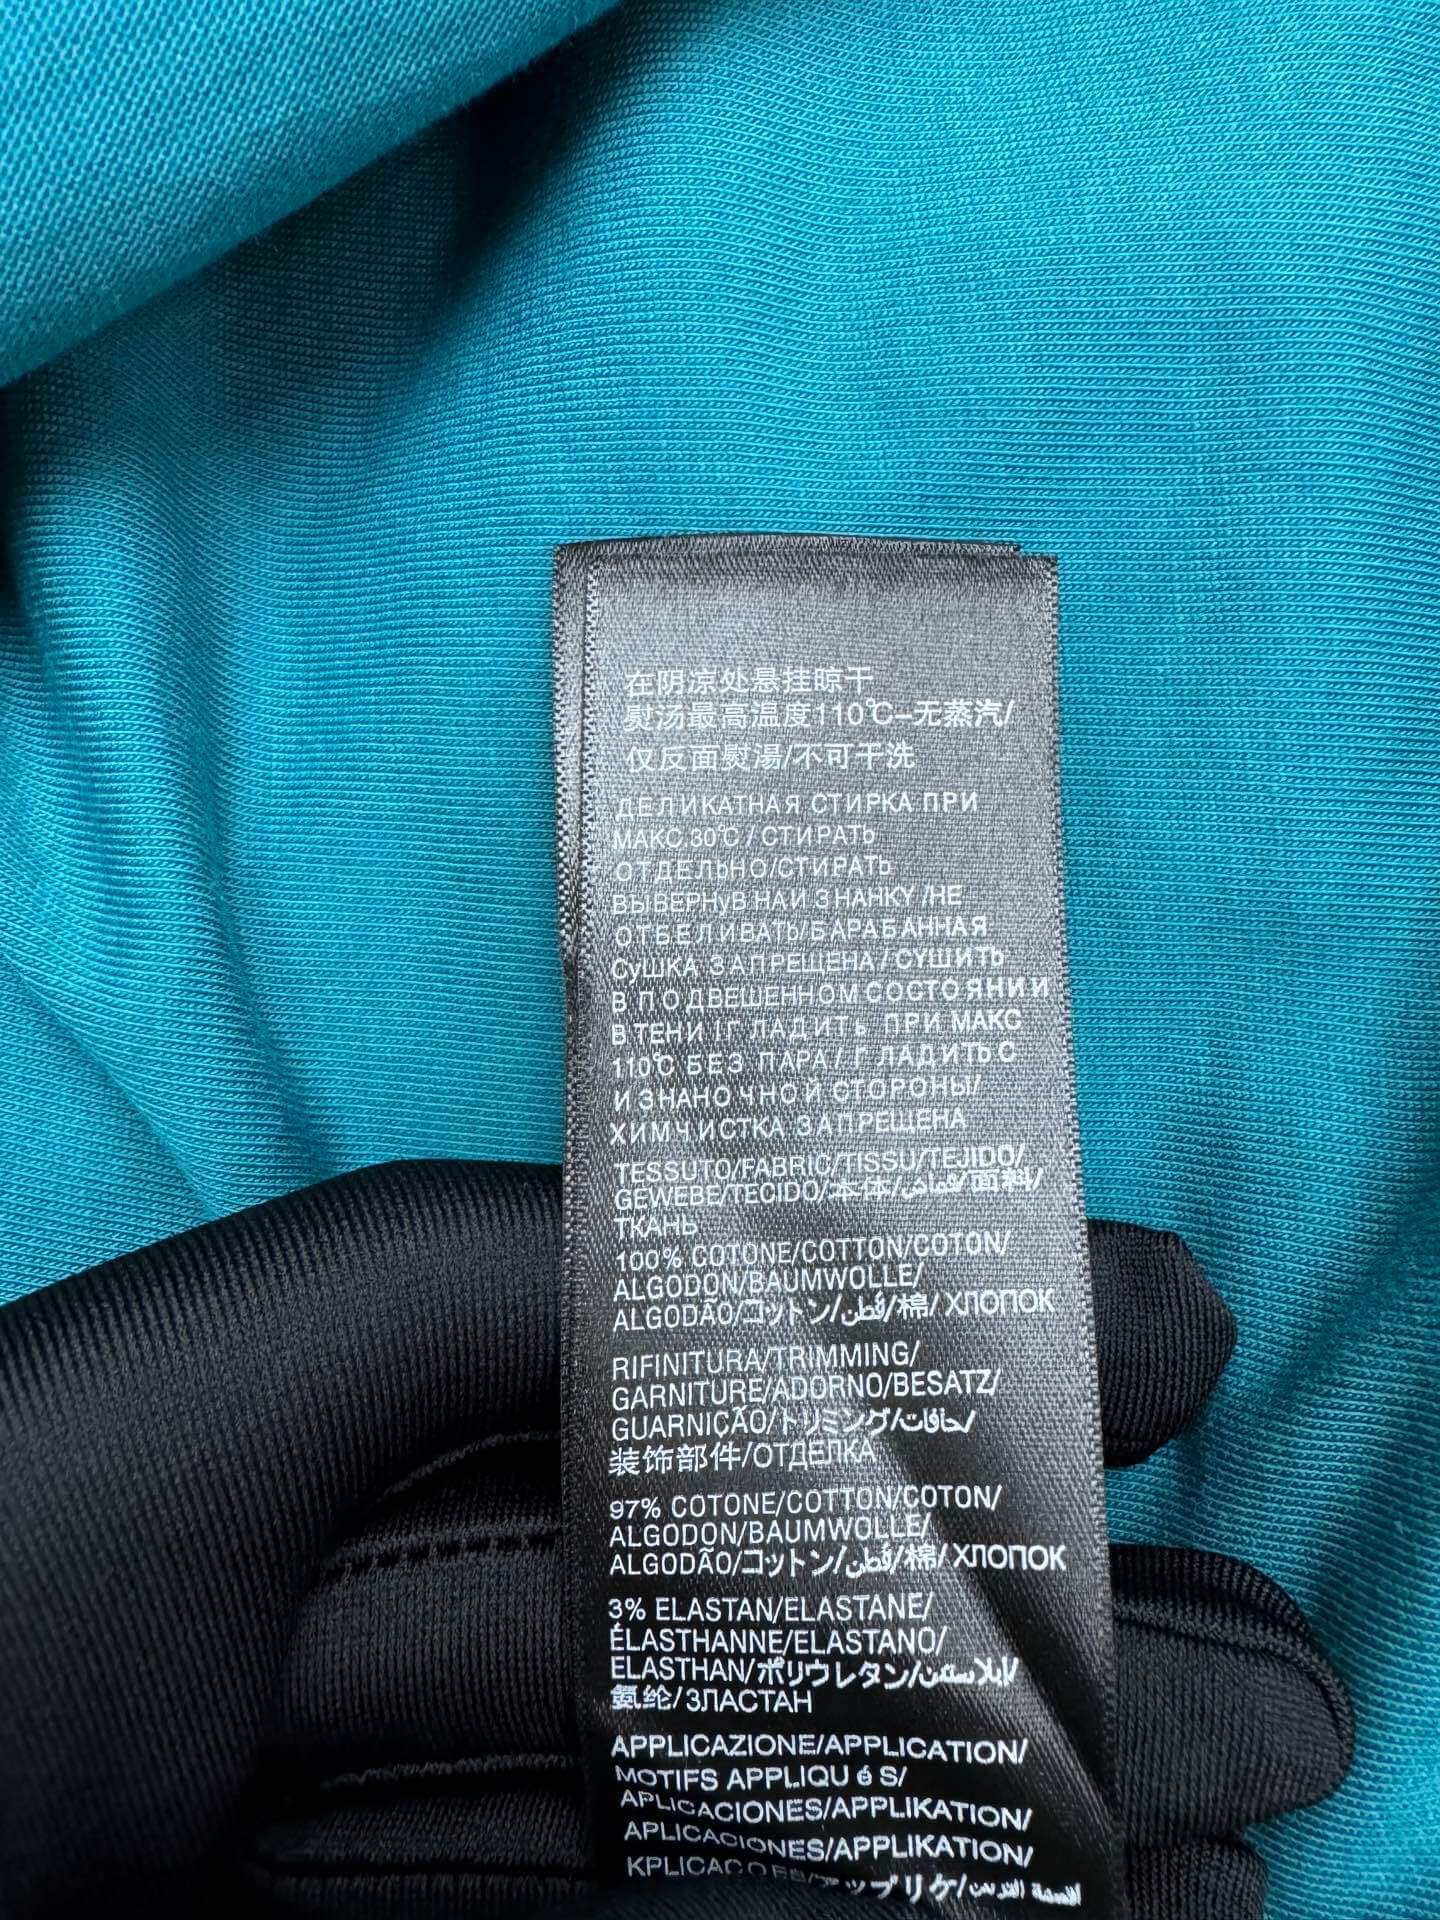 在阴凉处悬挂晾干
熨汤最高温度110℃-无蒸汽/
仅反面熨湯/不可干洗
ДЕЛИКАТНАЯ СТИРКА ПРИ
МАКС.30℃ / СТИРАТЬ
ОТДЕЛЬНО/СТИРАТЬ
ВЫВЕРНуВ НАИЗНАНКУ /НЕ
ОТБЕЛИВАТЬ/БАРАБАННАЯ
СуШКА ЗАПРЕЩЕНА / СУШИТЬ
В ПОДВЕШЕННОМ СОСТОЯНИИ
В ТЕНИ IГЛАДИТЬ ПРИ МАКС
110℃ БЕЗ ПАРА / ГЛАДИТЬ С
ИЗНАНОЧНОЙ СТОРОНЫ/
ХИМЧИСТКА ЗАПРЕЩЕНА
TESSUTO/FABRIC/TISSU/TEJIDO/
GEWEBE/TECIDO/本体/قماش/面料/
ТКАНЬ
100% COTONE/COTTON/COTON/
ALGODON/BAUMWOLLE/
ALGODÃO/コットン/قطن/棉/ ХЛОПОК
RIFINITURA/TRIMMING/
GARNITURE/ADORNO/BESATZ/
GUARNIÇÃO/トリミング/حافات/
装饰部件/ОТДЕЛКА
97% COTONE/COTTON/COTON/
ALGODON/BAUMWOLLE/
ALGODÃO/コットン/قطن/棉/ ХЛОПОК
3% ELASTAN/ELASTANE/
ÉLASTHANNE/ELASTANO/
ELASTHAN/ポリウレタン/إيلاستين/
氨纶/ЗЛАСТАН
APPLICAZIONE/APPLICATION/
MOTIFS APPLIQU é S/
APLICACIONES/APPLIKATION/
APLICACIONES/APPLIKATION/
アップリケ/